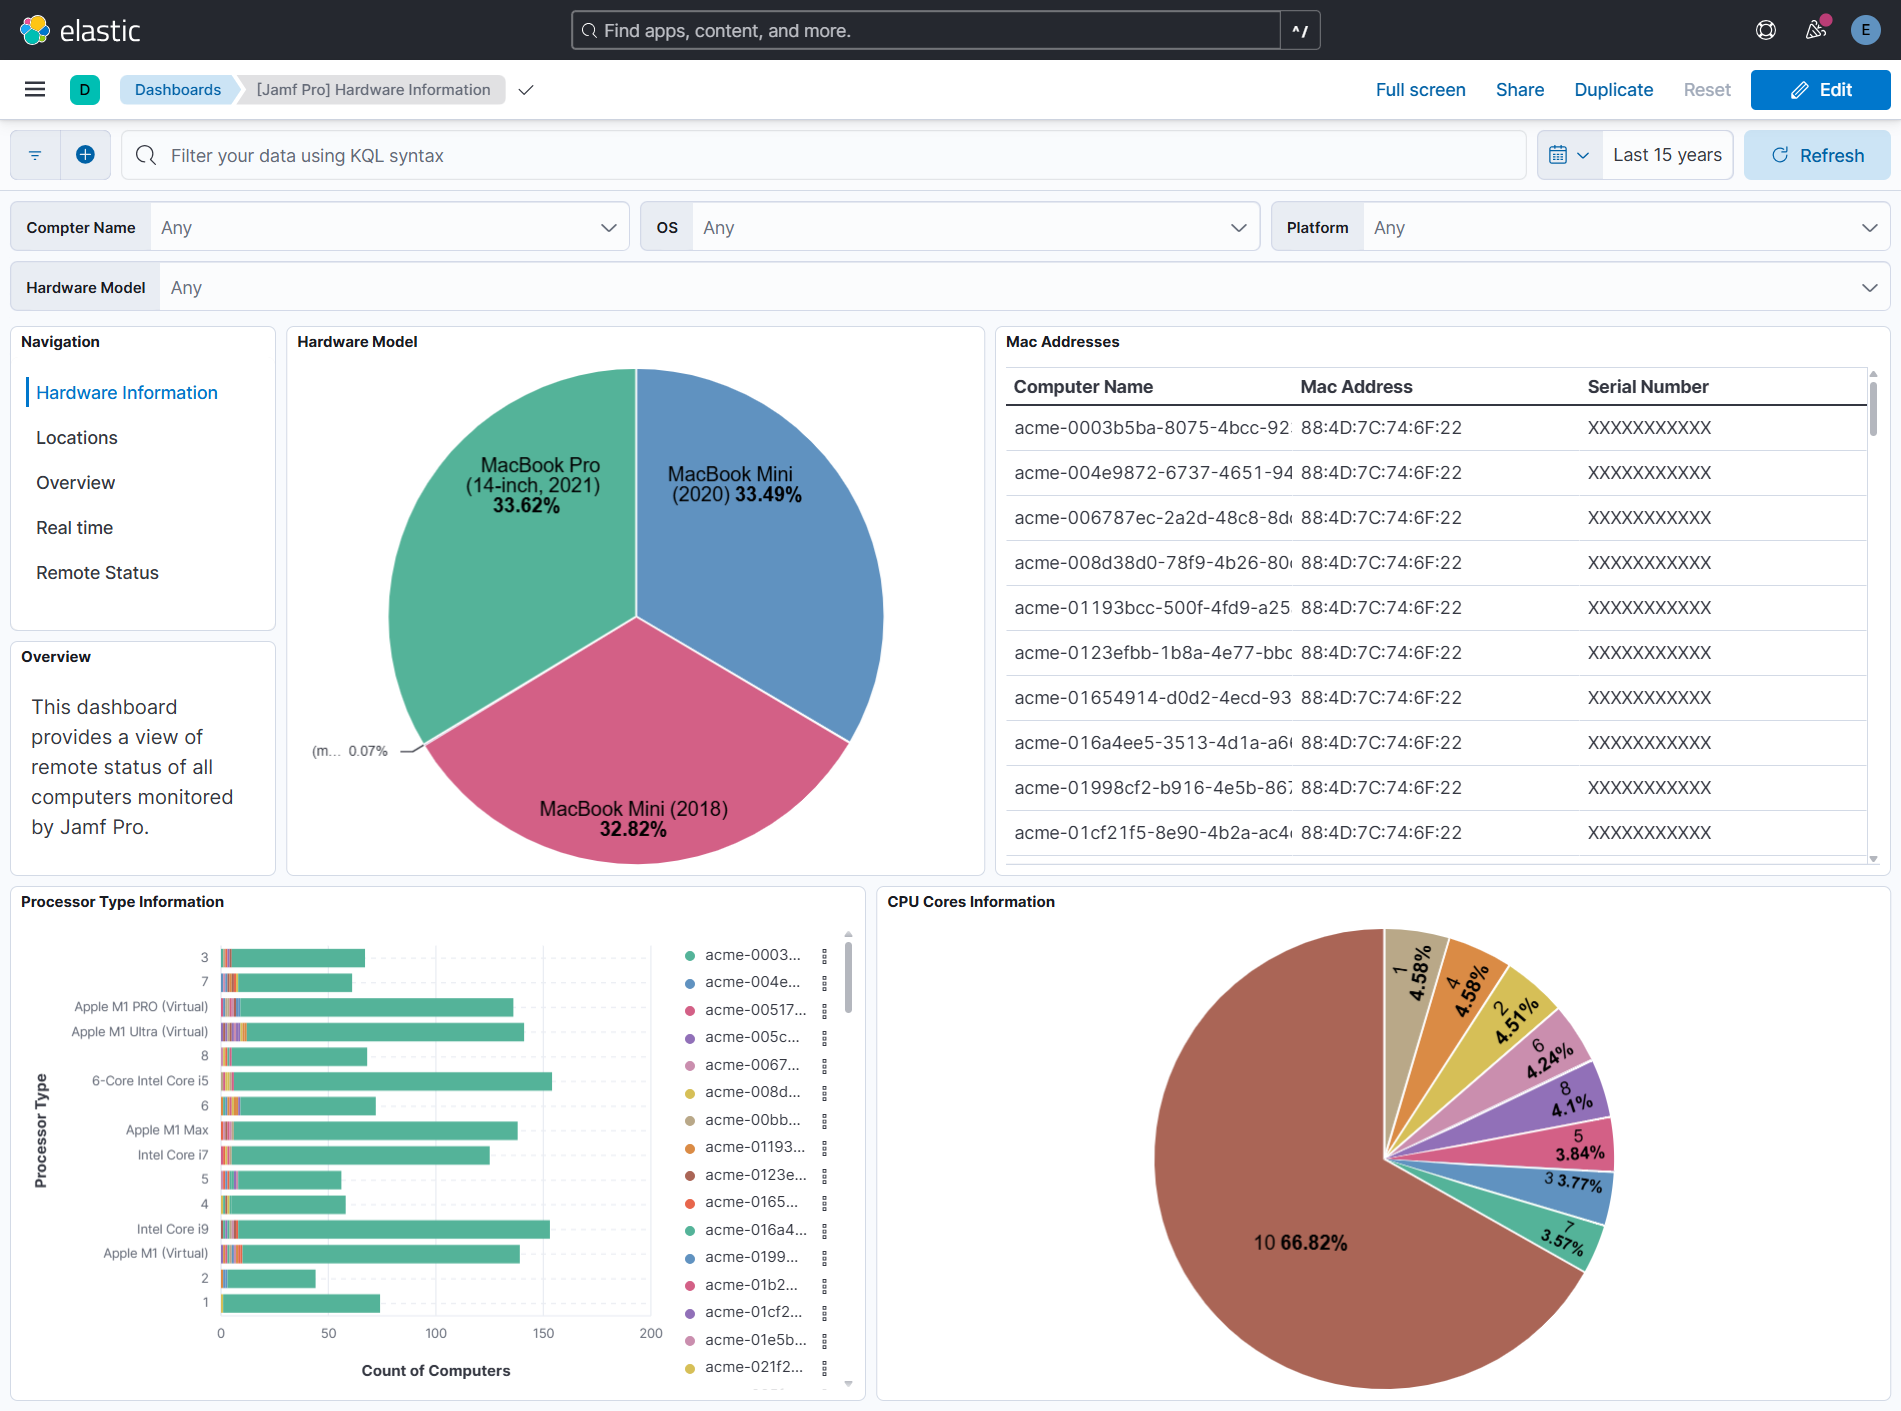 elastic
Find apps, content, and more.
^/
E
D
Dashboards
[Jamf Pro] Hardware Information
Full screen
Share
Duplicate
Reset
Edit
Filter your data using KQL syntax
Last 15 years
Refresh
Compter Name
Any
OS
Any
Platform
Any
Hardware Model
Any
Navigation
Hardware Information
Locations
Overview
Real time
Remote Status
Overview
This dashboard
provides a view of
remote status of all
computers monitored
by Jamf Pro.
Hardware Model
MacBook Pro
(14-inch, 2021)
33.62%
MacBook Mini
(2020) 33.49%
(m... 0.07%
MacBook Mini (2018)
32.82%
Mac Addresses
Computer Name Mac Address Serial Number
acme-0003b5ba-8075-4bcc-92 88:4D:7C:74:6F:22 XXXXXXXXXXX
acme-004e9872-6737-4651-94 88:4D:7C:74:6F:22 XXXXXXXXXXX
acme-006787ec-2a2d-48c8-8d 88:4D:7C:74:6F:22 XXXXXXXXXXX
acme-008d38d0-78f9-4b26-80 88:4D:7C:74:6F:22 XXXXXXXXXXX
acme-01193bcc-500f-4fd9-a25 88:4D:7C:74:6F:22 XXXXXXXXXXX
acme-0123efbb-1b8a-4e77-bb 88:4D:7C:74:6F:22 XXXXXXXXXXX
acme-01654914-d0d2-4ecd-93 88:4D:7C:74:6F:22 XXXXXXXXXXX
acme-016a4ee5-3513-4d1a-a6 88:4D:7C:74:6F:22 XXXXXXXXXXX
acme-01998cf2-b916-4e5b-867 88:4D:7C:74:6F:22 XXXXXXXXXXX
acme-01cf21f5-8e90-4b2a-ac4 88:4D:7C:74:6F:22 XXXXXXXXXXX
Processor Type Information
Processor Type
3
7
Apple M1 PRO (Virtual)
Apple M1 Ultra (Virtual)
8
6-Core Intel Core i5
6
Apple M1 Max
Intel Core i7
5
4
Intel Core i9
Apple M1 (Virtual)
2
1
0 50 100 150 200
Count of Computers
acme-0003...
acme-004e...
acme-00517...
acme-005c...
acme-0067...
acme-008d...
acme-00bb...
acme-01193...
acme-0123e...
acme-0165...
acme-016a4...
acme-0199...
acme-01b2...
acme-01cf2...
acme-01e5b...
acme-021f2...
CPU Cores Information
1
4.58%
4
4.58%
2
4.51%
6
4.24%
8
4.1%
5
3.84%
3 3.77%
7
3.57%
10 66.82%